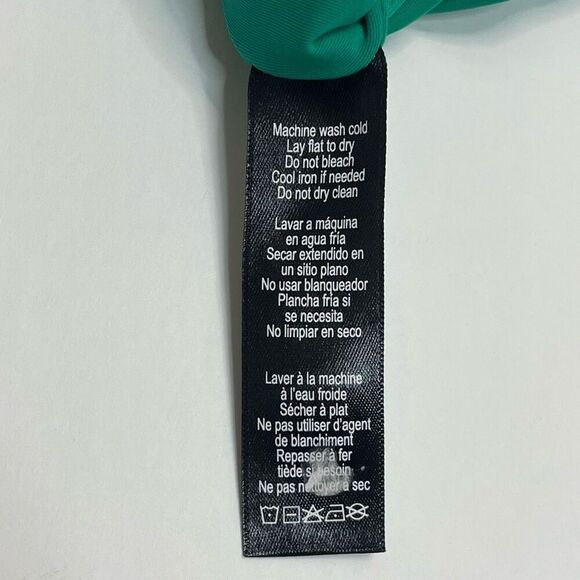 Machine wash cold
Lay flat to dry
Do not bleach
Cool iron if needed
Do not dry clean
Lavar a máquina
en agua fría
Secar extendido en
un sitio plano
No usar blanqueador
Plancha fría si
se necesita
No limpiar en seco
Laver à la machine
à l'eau froide
Sécher à plat
Ne pas utiliser d'agent
de blanchiment
Repasser à fer
tiède si besoin
Ne pas nettoyer à sec